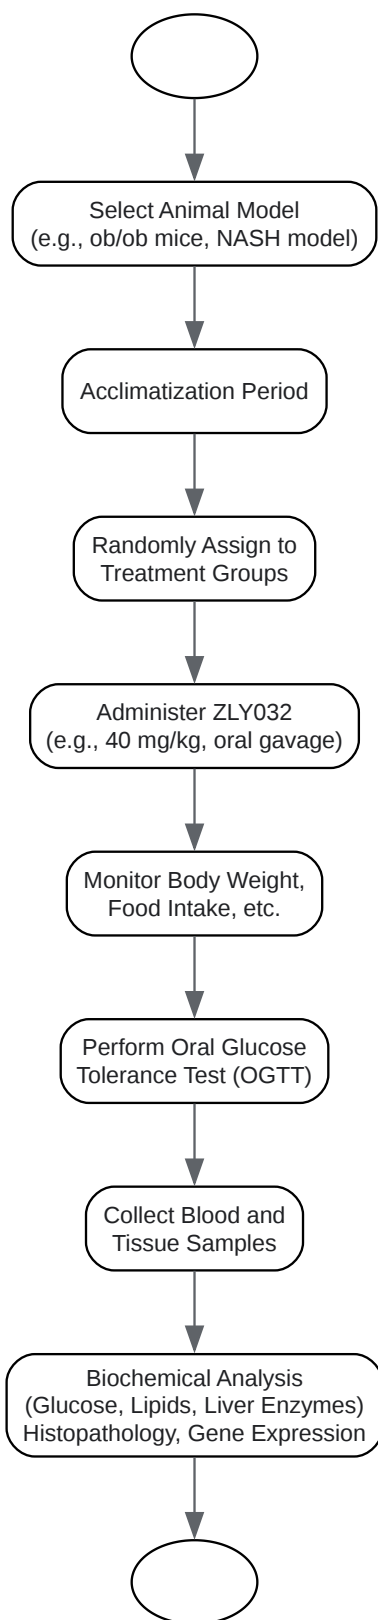 Select Animal Model
(e.g., ob/ob mice, NASH model)
Acclimatization Period
Randomly Assign to
Treatment Groups
Administer ZLY032
(e.g., 40 mg/kg, oral gavage)
Monitor Body Weight,
Food Intake, etc.
Perform Oral Glucose
Tolerance Test (OGTT)
Collect Blood and
Tissue Samples
Biochemical Analysis
(Glucose, Lipids, Liver Enzymes)
Histopathology, Gene Expression